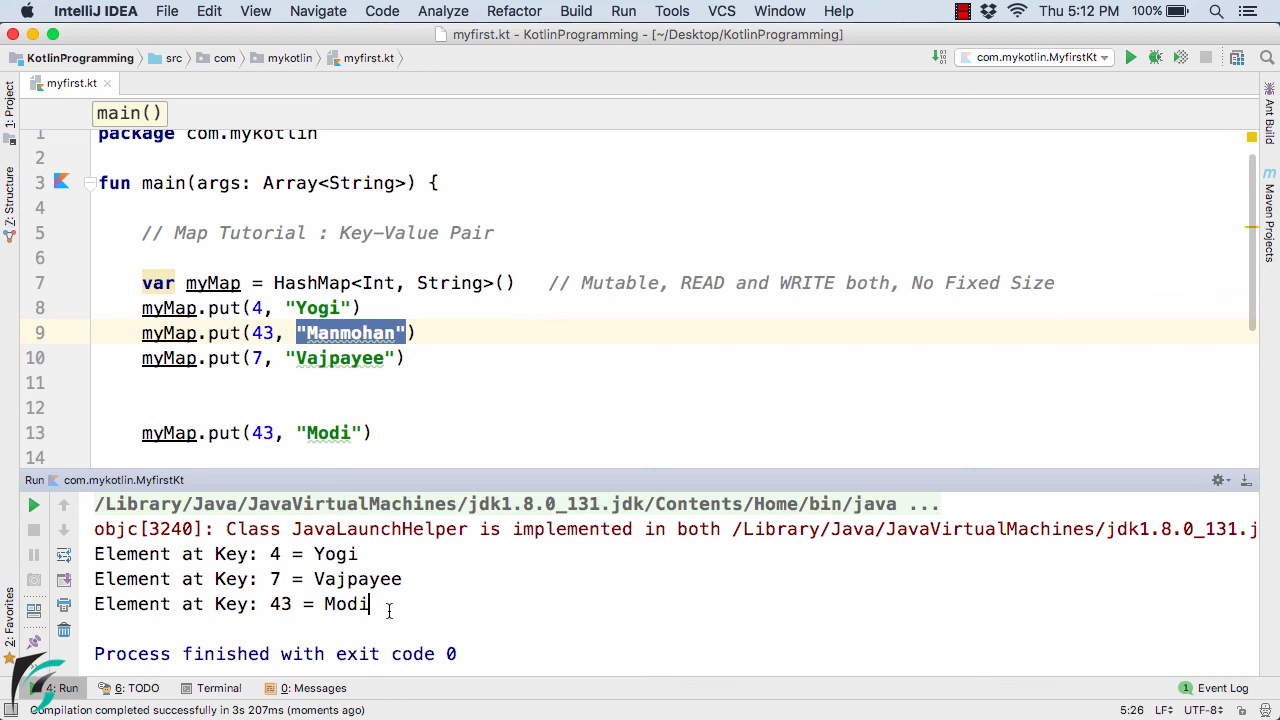 IntelliJ IDEA File Edit View Navigate Code Analyze Refactor Build Run Tools VCS Window Help Thu 5:12 PM 100%
myfirst.kt - KotlinProgramming - [~/Desktop/KotlinProgramming]
KotlinProgramming src com mykotlin myfirst.kt com.mykotlin.MyfirstKt
myfirst.kt
main()
1 package com.mykotlin
2
3 fun main(args: Array<String>) {
4
5 // Map Tutorial : Key-Value Pair
6
7 var myMap = HashMap<Int, String>() // Mutable, READ and WRITE both, No Fixed Size
8 myMap.put(4, "Yogi")
9 myMap.put(43, "Manmohan")
10 myMap.put(7, "Vajpayee")
11
12
13 myMap.put(43, "Modi")
14
1: Project
7: Structure
2: Favorites
Ant Build
Maven Projects
Run com.mykotlin.MyfirstKt
/Library/Java/JavaVirtualMachines/jdk1.8.0_131.jdk/Contents/Home/bin/java ...
objc[3240]: Class JavaLaunchHelper is implemented in both /Library/Java/JavaVirtualMachines/jdk1.8.0_131.j
Element at Key: 4 = Yogi
Element at Key: 7 = Vajpayee
Element at Key: 43 = Modi
Process finished with exit code 0
4: Run 6: TODO Terminal 0: Messages 1 Event Log
Compilation completed successfully in 3s 207ms (moments ago) 5:26 LF÷ UTF-8÷